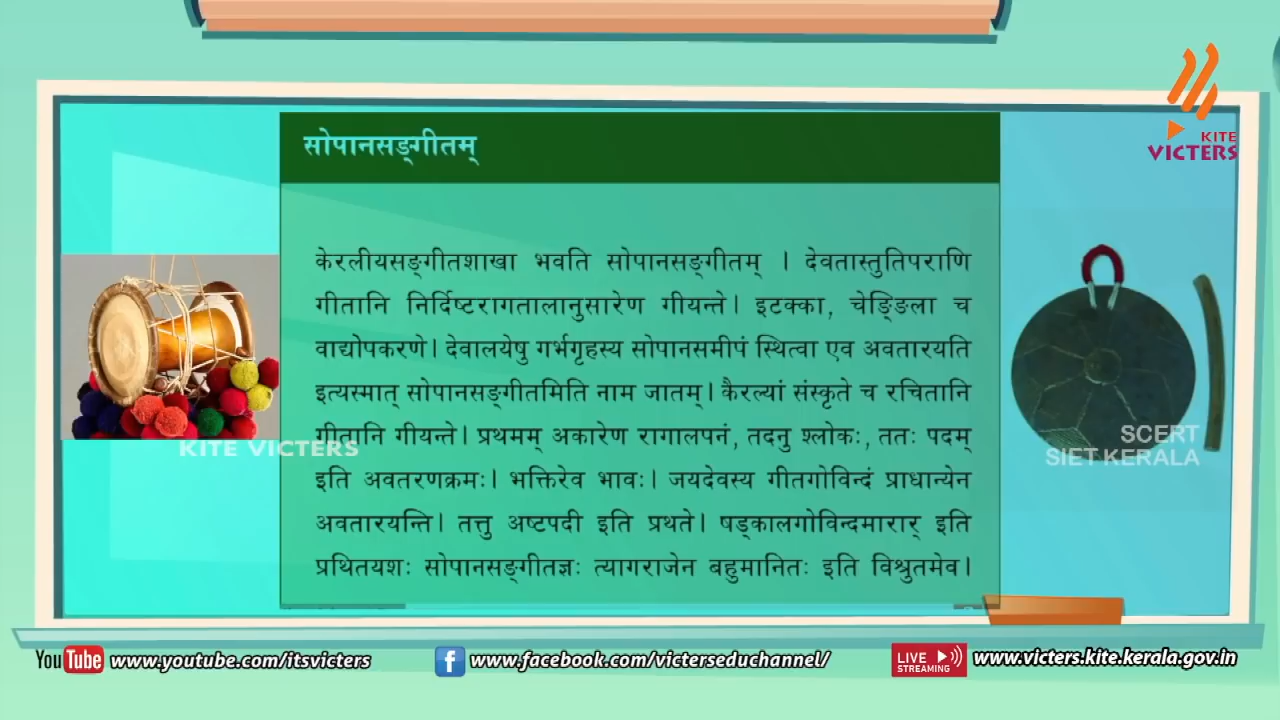 KITE
VICTERS
सोपानसङ्गीतम्
केरलीयसङ्गीतशाखा भवति सोपानसङ्गीतम् । देवतास्तुतिपराणि
गीतानि निर्दिष्टरागतालानुसारेण गीयन्ते। इटक्का, चेङ्ङिला च
वाद्योपकरणे। देवालयेषु गर्भगृहस्य सोपानसमीपं स्थित्वा एव अवतारयति
इत्यस्मात् सोपानसङ्गीतमिति नाम जातम्। कैरल्यां संस्कृते च रचितानि
गीतानि गीयन्ते। प्रथमम् अकारेण रागालपनं, तदनु श्लोकः, ततः पदम्
इति अवतरणक्रमः। भक्तिरेव भावः। जयदेवस्य गीतगोविन्दं प्राधान्येन
अवतारयन्ति। तत्तु अष्टपदी इति प्रथते। षड्कालगोविन्दमारार् इति
प्रथितयशः सोपानसङ्गीतज्ञः त्यागराजेन बहुमानितः इति विश्रुतमेव।
KITE VICTERS
SCERT
SIET KERALA
YouTube www.youtube.com/itsvicters
f www.facebook.com/victerseduchannel/
LIVE STREAMING www.victers.kite.kerala.gov.in